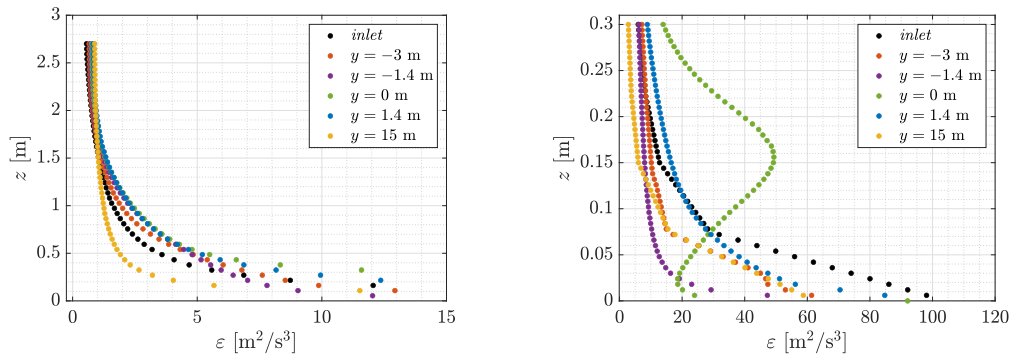 3
2.5
2
1.5
1
0.5
0
z [m]
0
5
10
15
ε [m²/s³]
inlet
y = −3 m
y = −1.4 m
y = 0 m
y = 1.4 m
y = 15 m
0.3
0.25
0.2
0.15
0.1
0.05
0
z [m]
0
20
40
60
80
100
120
ε [m²/s³]
inlet
y = −3 m
y = −1.4 m
y = 0 m
y = 1.4 m
y = 15 m